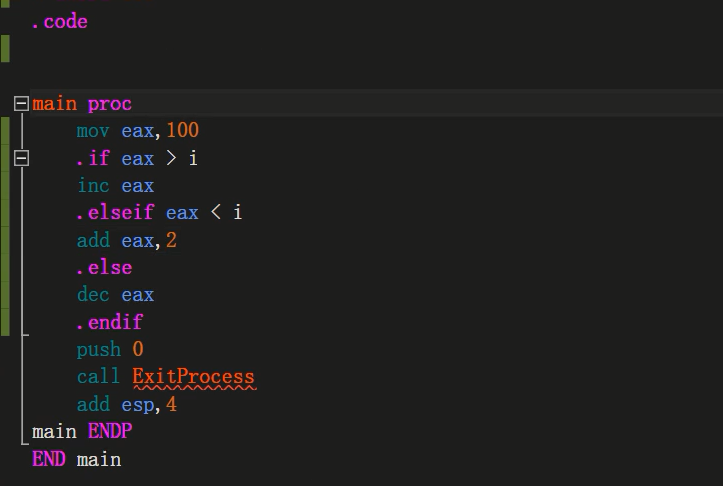 .code
main proc
mov eax,100
.if eax > i
inc eax
.elseif eax < i
add eax,2
.else
dec eax
.endif
push 0
call ExitProcess
add esp,4
main ENDP
END main